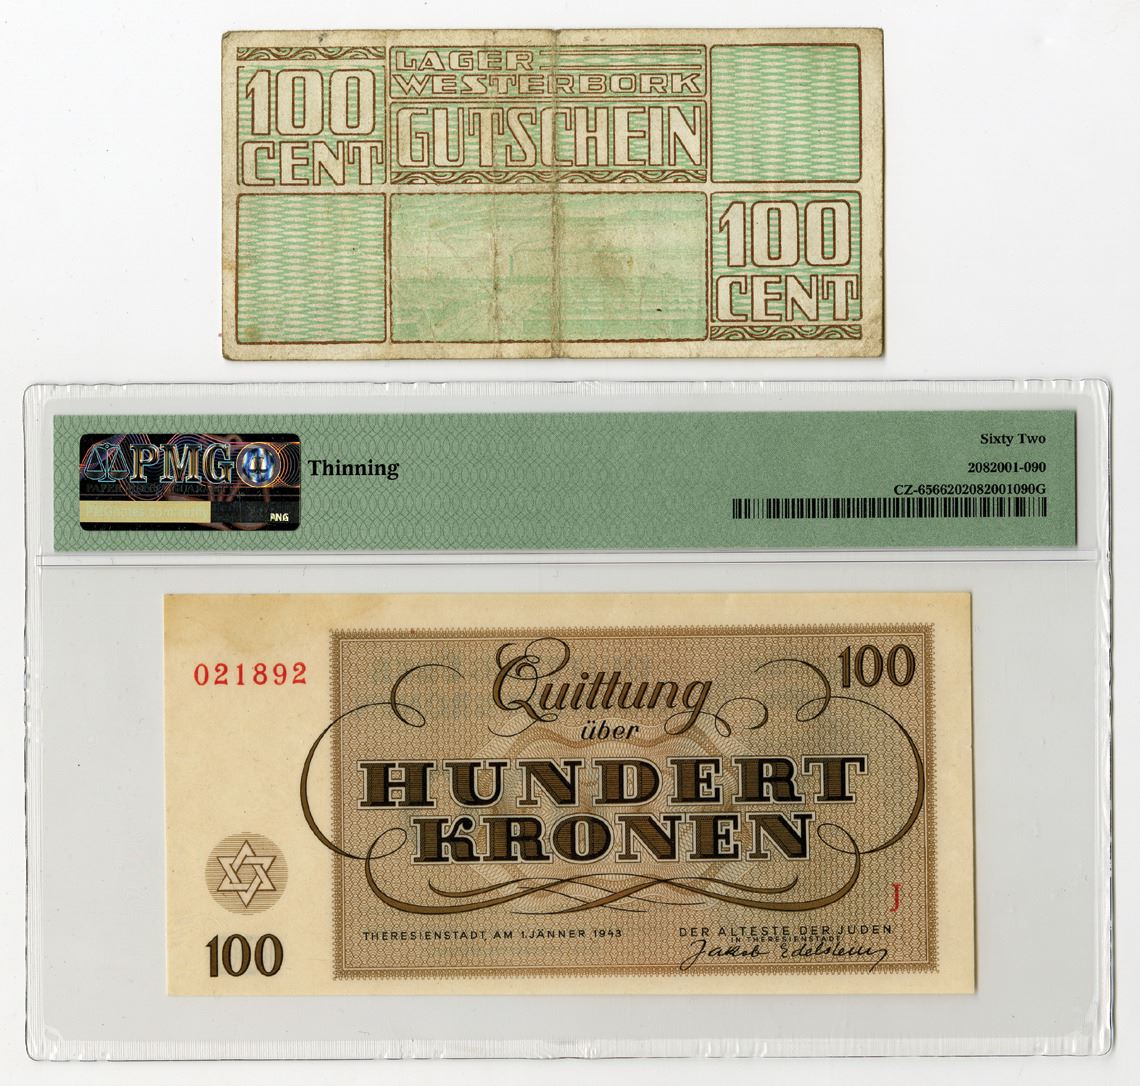 100
CENT
LAGER
WESTERBORK
GUTSCHEIN
100
CENT
PMG
Thinning
PNG
Sixty Two
2082001-090
CZ-6566202082001090G
021892
100
Quittung
über
HUNDERT
KRONEN
J
THERESIENSTADT, AM 1. JÄNNER 1943
DER ÄLTESTE DER JUDEN
IN THERESIENSTADT
Jakob Edelstein
100